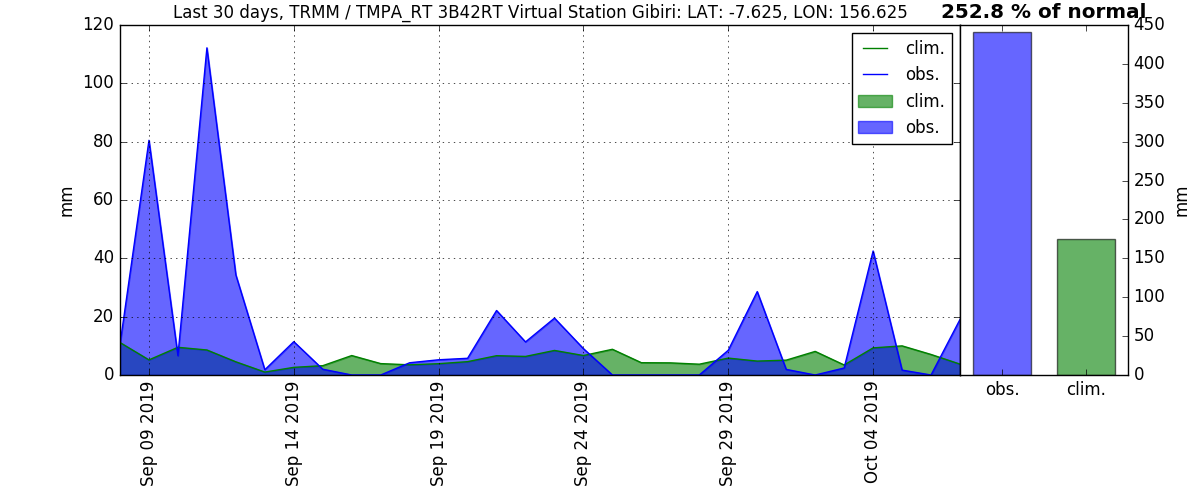 Last 30 days, TRMM / TMPA_RT 3B42RT Virtual Station Gibiri: LAT: -7.625, LON: 156.625
252.8 % of normal
120
100
80
60
40
20
0
mm
clim.
obs.
clim.
obs.
Sep 09 2019
Sep 14 2019
Sep 19 2019
Sep 24 2019
Sep 29 2019
Oct 04 2019
450
400
350
300
250
200
150
100
50
0
mm
obs.
clim.